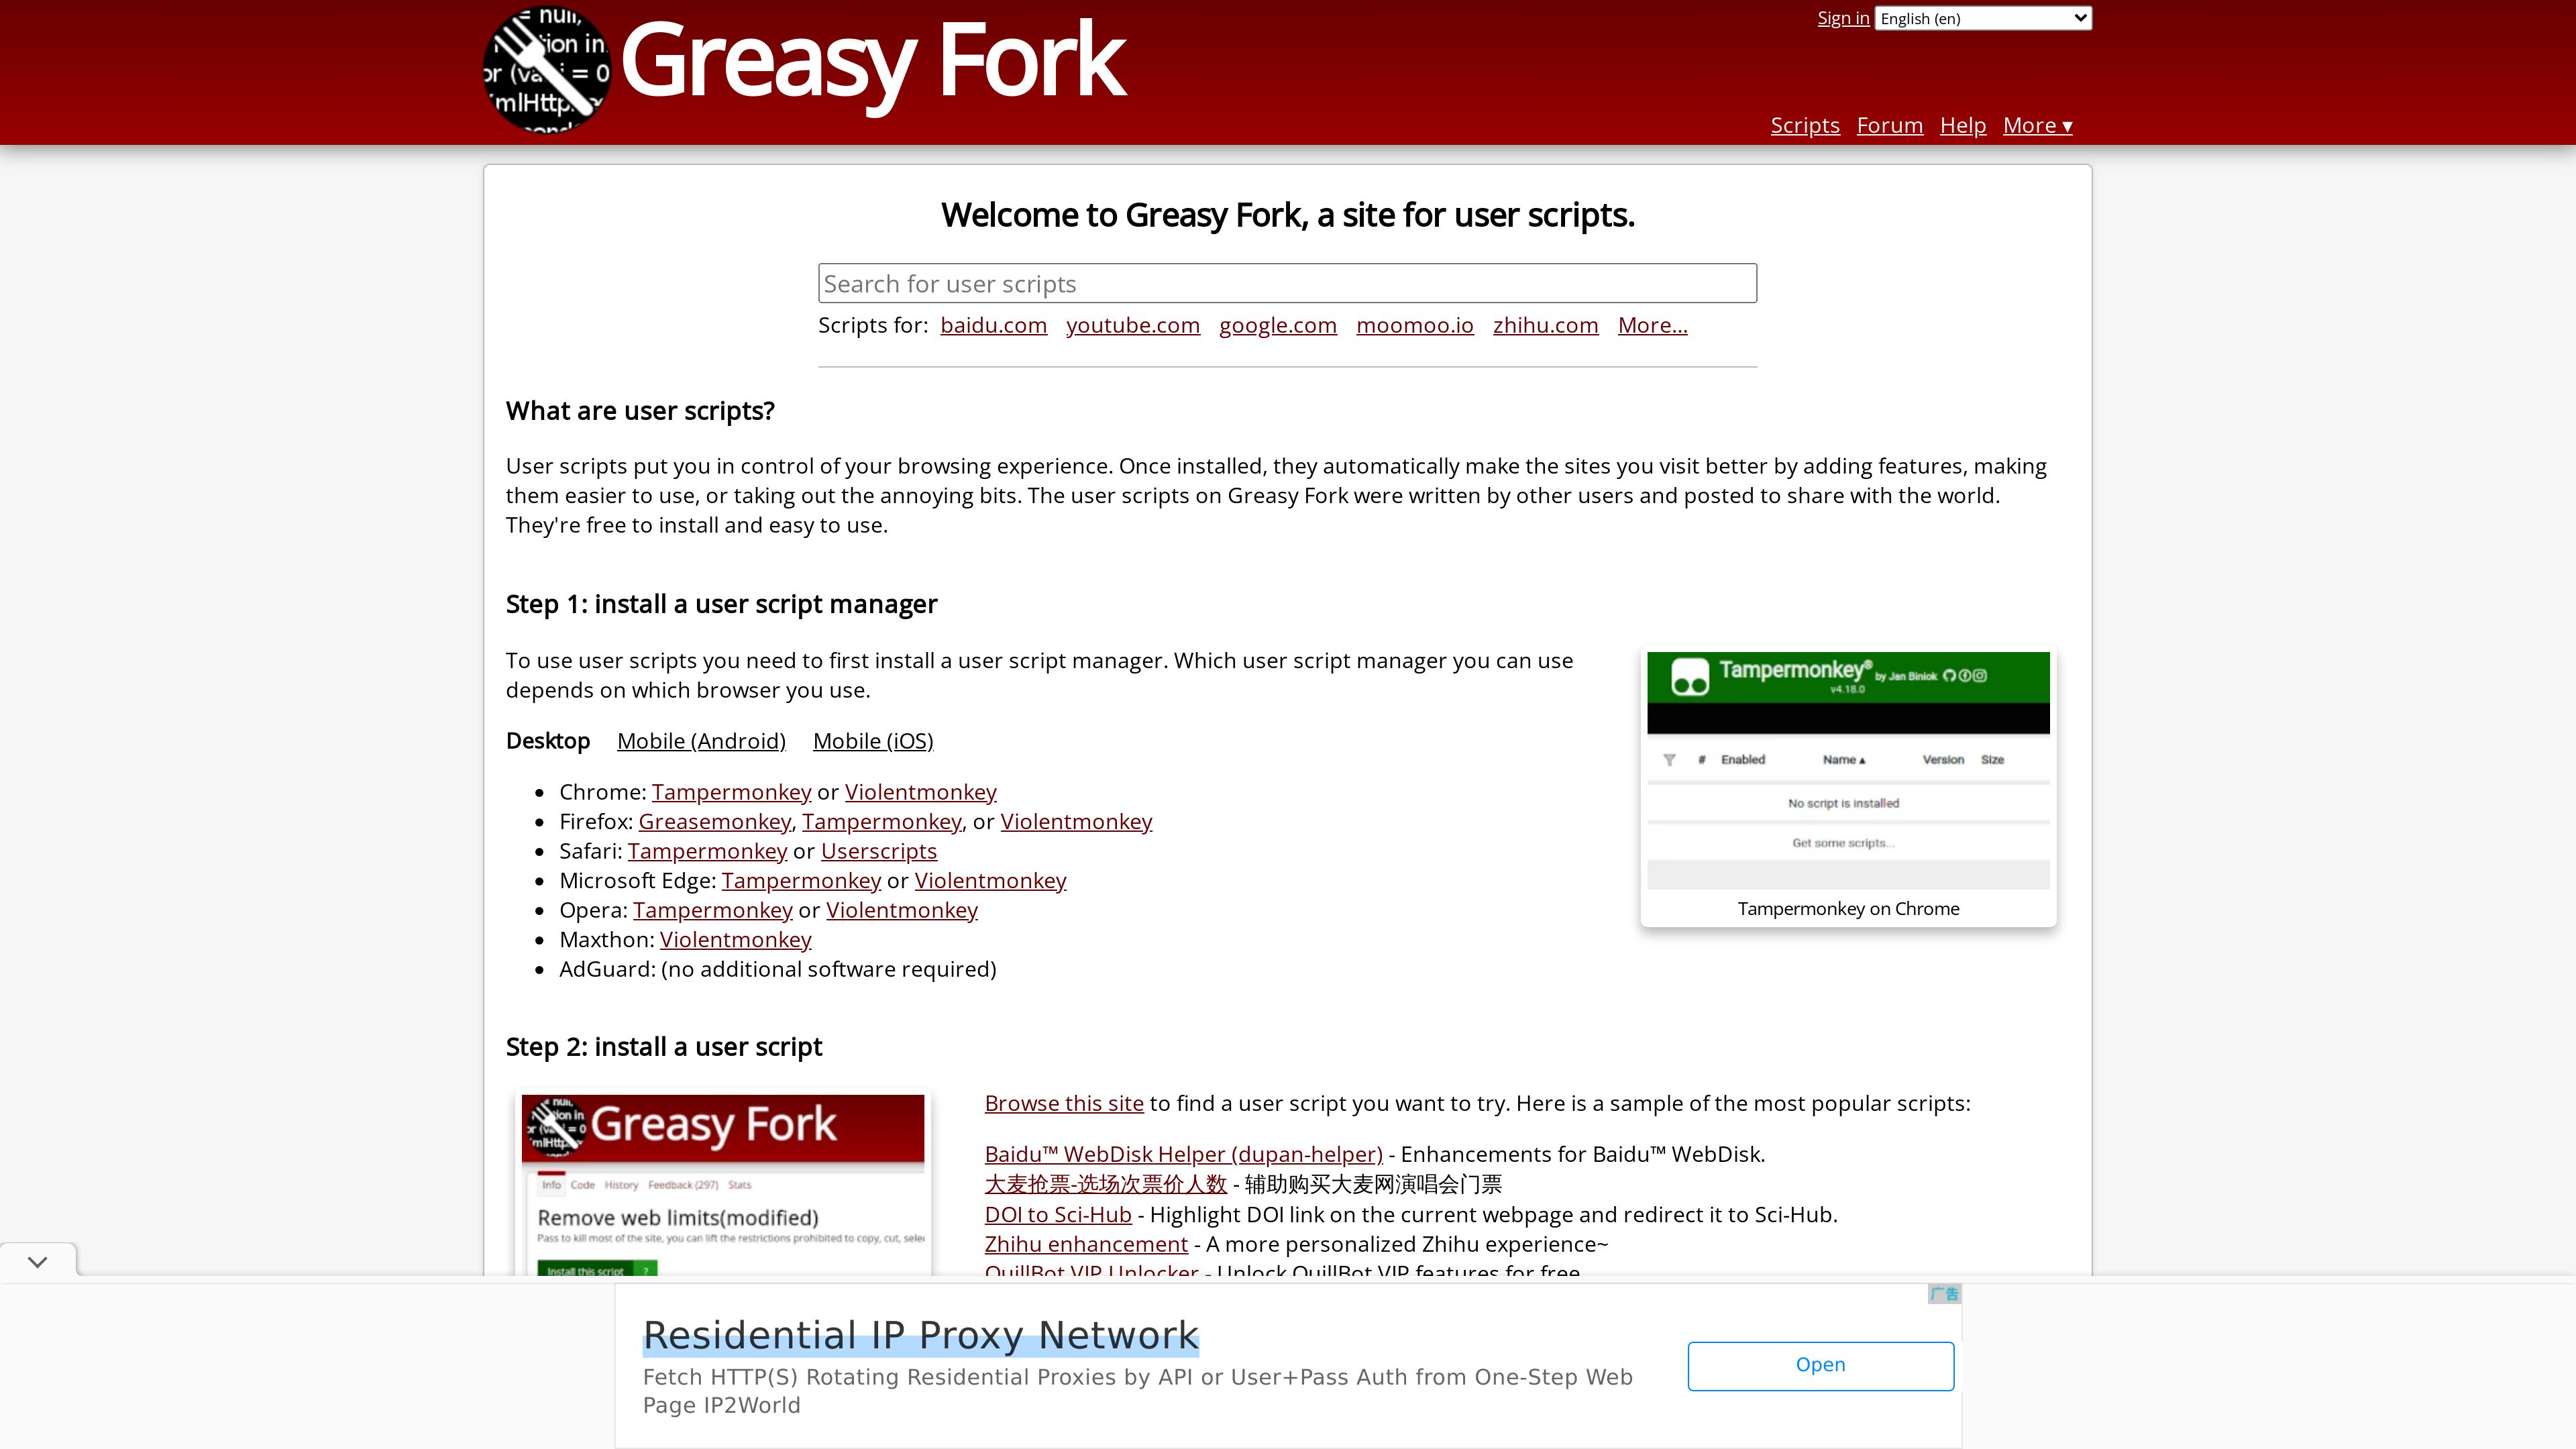 Greasy Fork
Sign in English (en)
Scripts Forum Help More ▾
Welcome to Greasy Fork, a site for user scripts.
Search for user scripts
Scripts for: baidu.com youtube.com google.com moomoo.io zhihu.com More...
What are user scripts?
User scripts put you in control of your browsing experience. Once installed, they automatically make the sites you visit better by adding features, making
them easier to use, or taking out the annoying bits. The user scripts on Greasy Fork were written by other users and posted to share with the world.
They're free to install and easy to use.
Step 1: install a user script manager
To use user scripts you need to first install a user script manager. Which user script manager you can use
depends on which browser you use.
Desktop Mobile (Android) Mobile (iOS)
• Chrome: Tampermonkey or Violentmonkey
• Firefox: Greasemonkey, Tampermonkey, or Violentmonkey
• Safari: Tampermonkey or Userscripts
• Microsoft Edge: Tampermonkey or Violentmonkey
• Opera: Tampermonkey or Violentmonkey
• Maxthon: Violentmonkey
• AdGuard: (no additional software required)
Tampermonkey® by Jan Biniok
v4.18.0
# Enabled Name ▴ Version Size
No script is installed
Get some scripts...
Tampermonkey on Chrome
Step 2: install a user script
Greasy Fork
Info Code History Feedback (297) Stats
Remove web limits(modified)
Pass to kill most of the site, you can lift the restrictions prohibited to copy, cut, selec
Install this script ?
Browse this site to find a user script you want to try. Here is a sample of the most popular scripts:
Baidu™ WebDisk Helper (dupan-helper) - Enhancements for Baidu™ WebDisk.
大麦抢票-选场次票价人数 - 辅助购买大麦网演唱会门票
DOI to Sci-Hub - Highlight DOI link on the current webpage and redirect it to Sci-Hub.
Zhihu enhancement - A more personalized Zhihu experience~
QuillBot VIP Unlocker - Unlock QuillBot VIP features for free
广告
Residential IP Proxy Network
Fetch HTTP(S) Rotating Residential Proxies by API or User+Pass Auth from One-Step Web
Page IP2World
Open